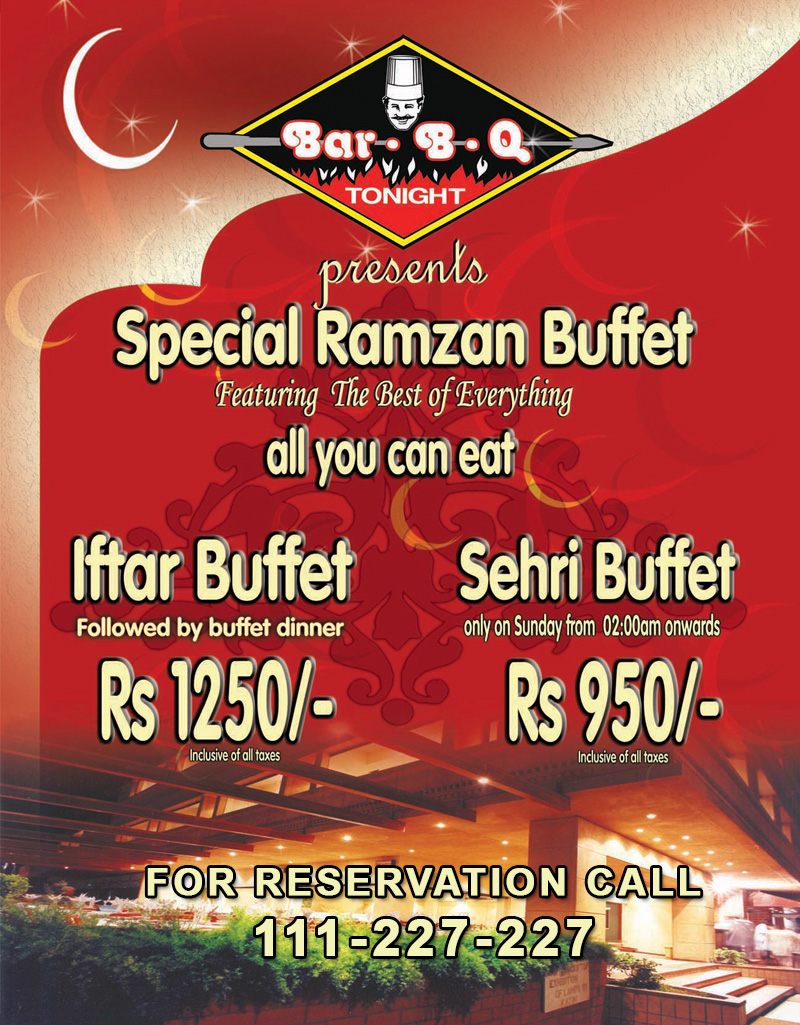 Bar·B·Q
TONIGHT
presents
Special Ramzan Buffet
Featuring The Best of Everything
all you can eat
Iftar Buffet
Followed by buffet dinner
Rs 1250/-
Inclusive of all taxes
Sehri Buffet
only on Sunday from 02:00am onwards
Rs 950/-
Inclusive of all taxes
FOR RESERVATION CALL
111-227-227